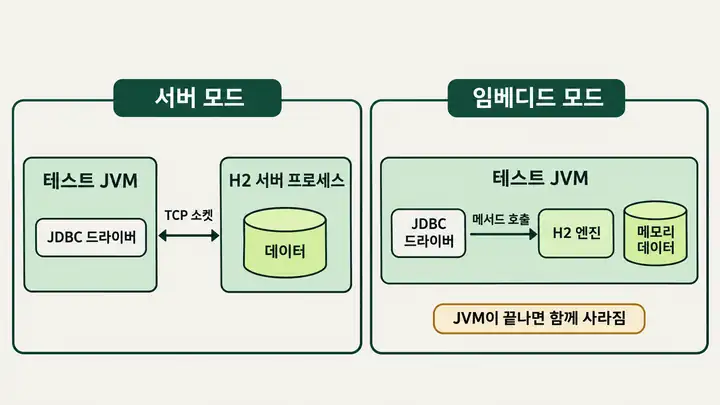 서버 모드
테스트 JVM
JDBC 드라이버
TCP 소켓
H2 서버 프로세스
데이터
임베디드 모드
테스트 JVM
JDBC
드라이버
메서드 호출
H2 엔진
메모리
데이터
JVM이 끝나면 함께 사라짐